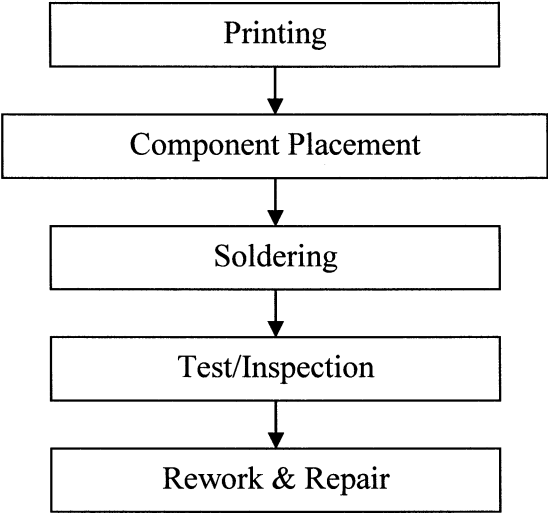 Printing
Component Placement
Soldering
Test/Inspection
Rework & Repair